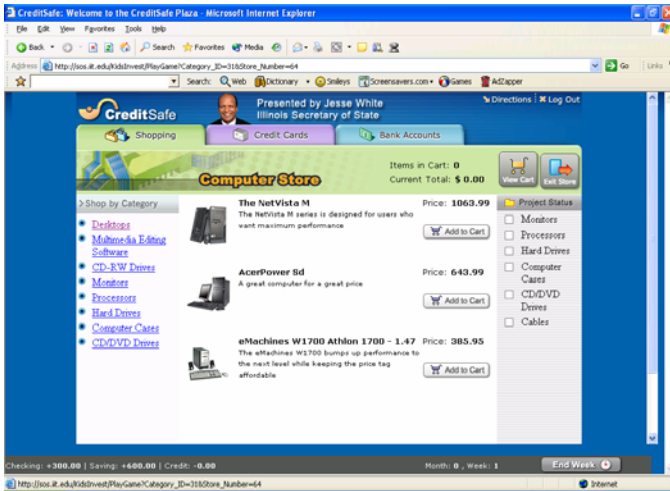 CreditSafe: Welcome to the CreditSafe Plaza - Microsoft Internet Explorer
File Edit View Favorites Tools Help
Back Search Favorites Media
Address http://sos.iit.edu/KidsInvest/PlayGame?Category_ID=31&Store_Number=64 Go Links
Search: Web Dictionary Smileys Screensavers.com Games AdZapper
CreditSafe
Presented by Jesse White
Illinois Secretary of State
Directions Log Out
Shopping Credit Cards Bank Accounts
Computer Store
Items in Cart: 0
Current Total: $ 0.00
View Cart Exit Store
Shop by Category
Desktops
Multimedia Editing
Software
CD-RW Drives
Monitors
Processors
Hard Drives
Computer Cases
CD/DVD Drives
The NetVista M Price: 1063.99
The NetVista M series is designed for users who
want maximum performance
Add to Cart
AcerPower Sd Price: 643.99
A great computer for a great price
Add to Cart
eMachines W1700 Athlon 1700 - 1.47 Price: 385.95
The eMachines W1700 bumps up performance to
the next level while keeping the price tag
affordable
Add to Cart
Project Status
Monitors
Processors
Hard Drives
Computer
Cases
CD/DVD
Drives
Cables
Checking: +300.00 | Saving: +600.00 | Credit: -0.00 Month: 0 , Week: 1 End Week
http://sos.iit.edu/KidsInvest/PlayGame?Category_ID=31&Store_Number=64 Internet